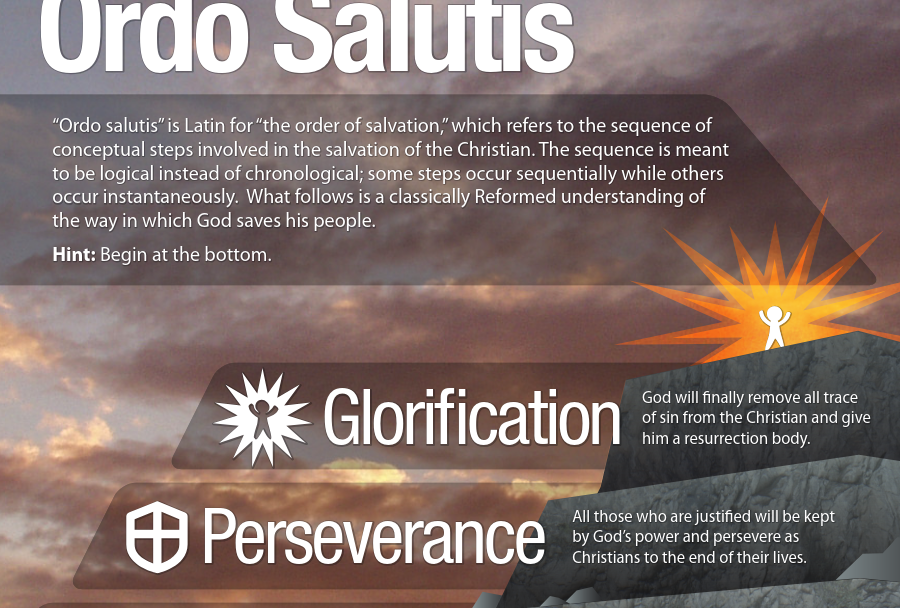 Ordo Salutis
“Ordo salutis” is Latin for “the order of salvation,” which refers to the sequence of
conceptual steps involved in the salvation of the Christian. The sequence is meant
to be logical instead of chronological; some steps occur sequentially while others
occur instantaneously.  What follows is a classically Reformed understanding of
the way in which God saves his people.
Hint: Begin at the bottom.
Glorification
God will finally remove all trace
of sin from the Christian and give
him a resurrection body.
Perseverance
All those who are justified will be kept
by God’s power and persevere as
Christians to the end of their lives.